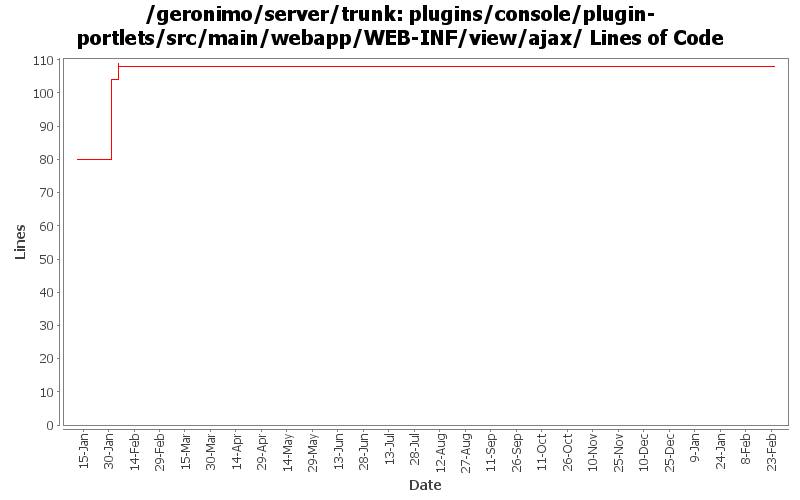 /geronimo/server/trunk: plugins/console/plugin-
portlets/src/main/webapp/WEB-INF/view/ajax/ Lines of Code
110
100
90
80
70
60
50
40
30
20
10
0
Lines
15-Jan
30-Jan
14-Feb
29-Feb
15-Mar
30-Mar
14-Apr
29-Apr
14-May
29-May
13-Jun
28-Jun
13-Jul
28-Jul
12-Aug
27-Aug
11-Sep
26-Sep
11-Oct
26-Oct
10-Nov
25-Nov
10-Dec
25-Dec
9-Jan
24-Jan
8-Feb
23-Feb
Date